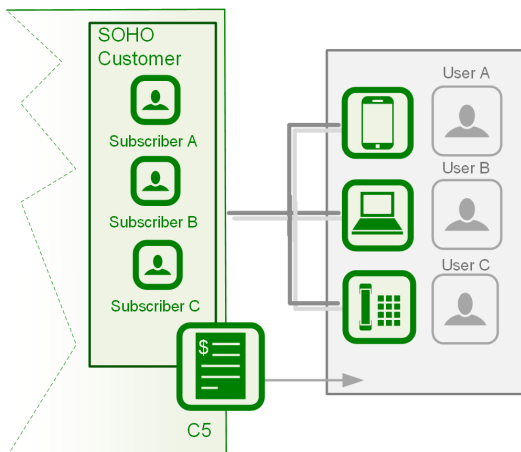 SOHO
Customer
Subscriber A
Subscriber B
Subscriber C
$
C5
User A
User B
User C